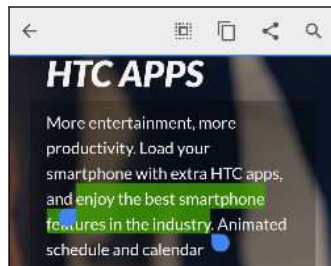 HTC APPS
More entertainment, more
productivity. Load your
smartphone with extra HTC apps,
and enjoy the best smartphone
features in the industry. Animated
schedule and calendar